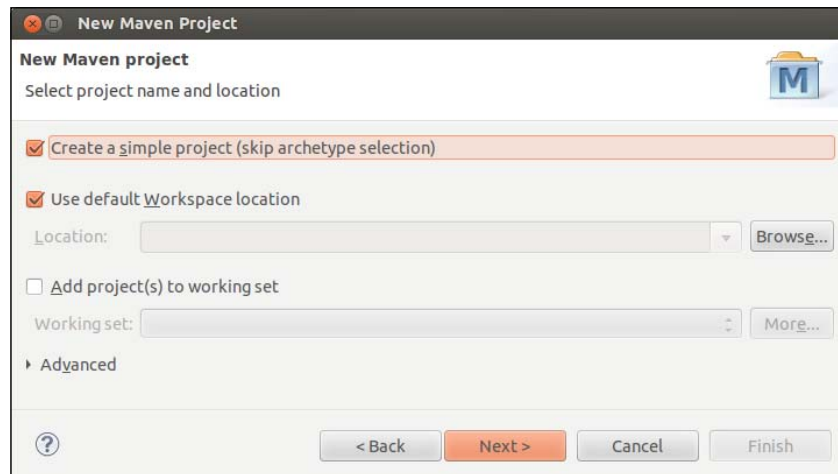 New Maven Project
New Maven project
Select project name and location
M
Create a simple project (skip archetype selection)
Use default Workspace location
Location:
Browse...
Add project(s) to working set
Working set:
More...
Advanced
?
< Back
Next >
Cancel
Finish